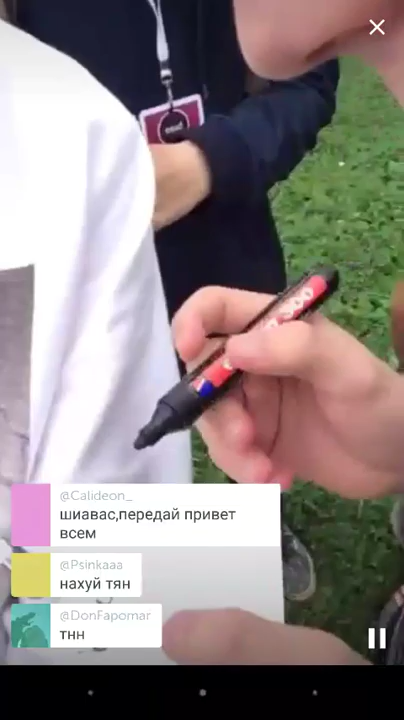 @Calideon_
шиавас,передай привет
всем
@Psinkaaa
нахуй тян
@DonFapomar
тнн